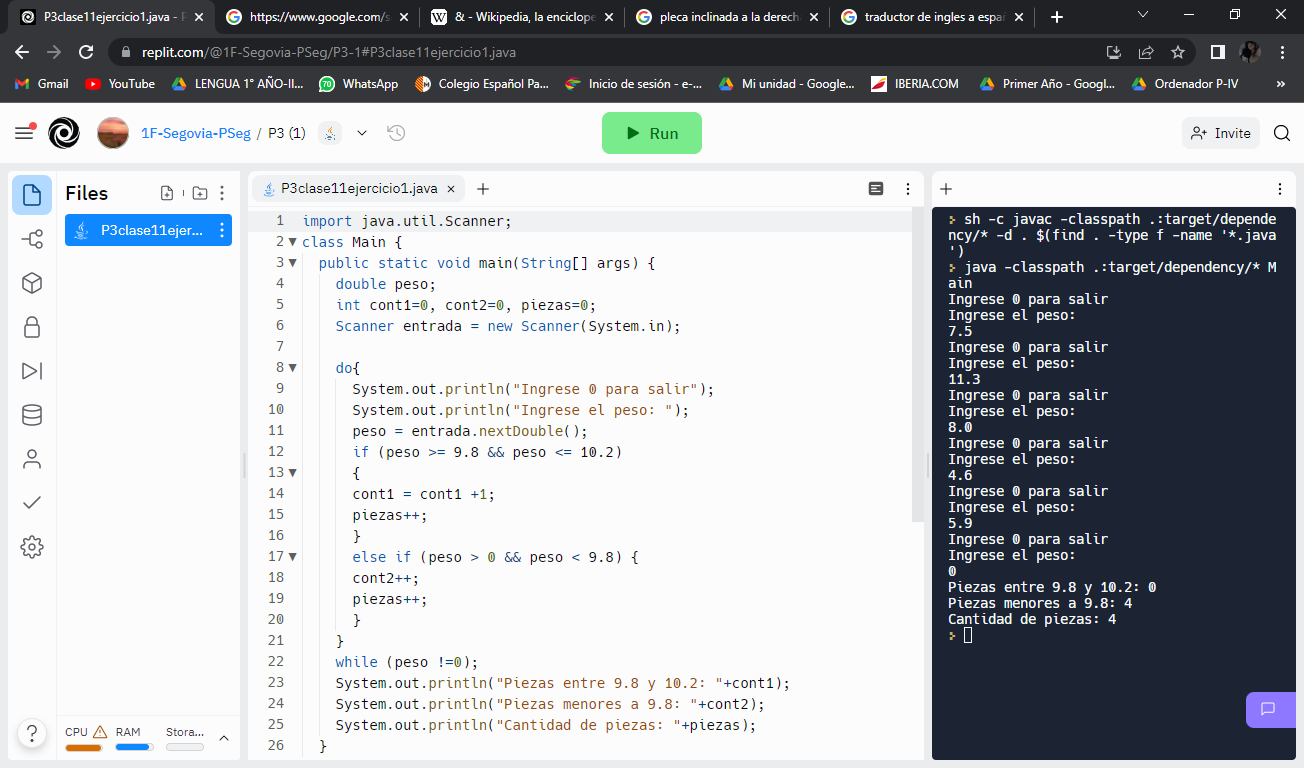 P3clase11ejercicio1.java - P
https://www.google.com/s
& - Wikipedia, la enciclope
pleca inclinada a la derech
traductor de ingles a espa
replit.com/@1F-Segovia-PSeg/P3-1#P3clase11ejercicio1.java
Gmail
YouTube
LENGUA 1° AÑO-II...
WhatsApp
Colegio Español Pa...
Inicio de sesión - e-...
Mi unidad - Google...
IBERIA.COM
Primer Año - Googl...
Ordenador P-IV
»
1F-Segovia-PSeg / P3 (1)
Run
Invite
Files
P3clase11ejer...
CPU
RAM
Stora...
?
P3clase11ejercicio1.java
1 import java.util.Scanner;
2 class Main {
3 public static void main(String[] args) {
4 double peso;
5 int cont1=0, cont2=0, piezas=0;
6 Scanner entrada = new Scanner(System.in);
7
8 do{
9 System.out.println("Ingrese 0 para salir");
10 System.out.println("Ingrese el peso: ");
11 peso = entrada.nextDouble();
12 if (peso >= 9.8 && peso <= 10.2)
13 {
14 cont1 = cont1 +1;
15 piezas++;
16 }
17 else if (peso > 0 && peso < 9.8) {
18 cont2++;
19 piezas++;
20 }
21 }
22 while (peso !=0);
23 System.out.println("Piezas entre 9.8 y 10.2: "+cont1);
24 System.out.println("Piezas menores a 9.8: "+cont2);
25 System.out.println("Cantidad de piezas: "+piezas);
26 }
sh -c javac -classpath .:target/depende
ncy/* -d . $(find . -type f -name '*.java
')
java -classpath .:target/dependency/* M
ain
Ingrese 0 para salir
Ingrese el peso:
7.5
Ingrese 0 para salir
Ingrese el peso:
11.3
Ingrese 0 para salir
Ingrese el peso:
8.0
Ingrese 0 para salir
Ingrese el peso:
4.6
Ingrese 0 para salir
Ingrese el peso:
5.9
Ingrese 0 para salir
Ingrese el peso:
0
Piezas entre 9.8 y 10.2: 0
Piezas menores a 9.8: 4
Cantidad de piezas: 4